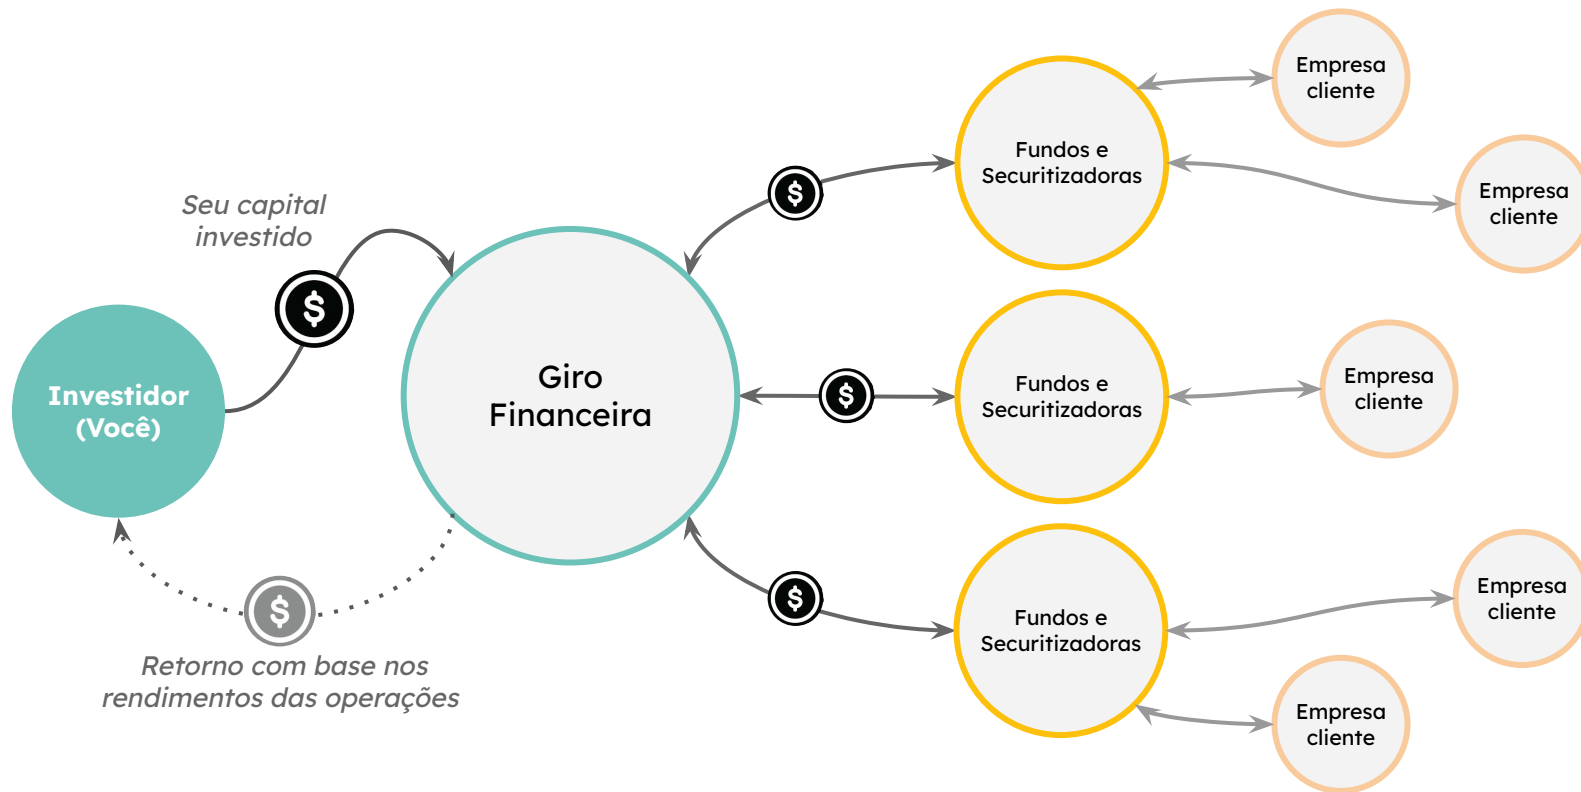 Seu capital
investido
Investidor
(Você)
$
Giro
Financeira
$
Retorno com base nos
rendimentos das operações
$
Fundos e
Securitizadoras
Empresa
cliente
Empresa
cliente
$
Fundos e
Securitizadoras
Empresa
cliente
$
Fundos e
Securitizadoras
Empresa
cliente
Empresa
cliente